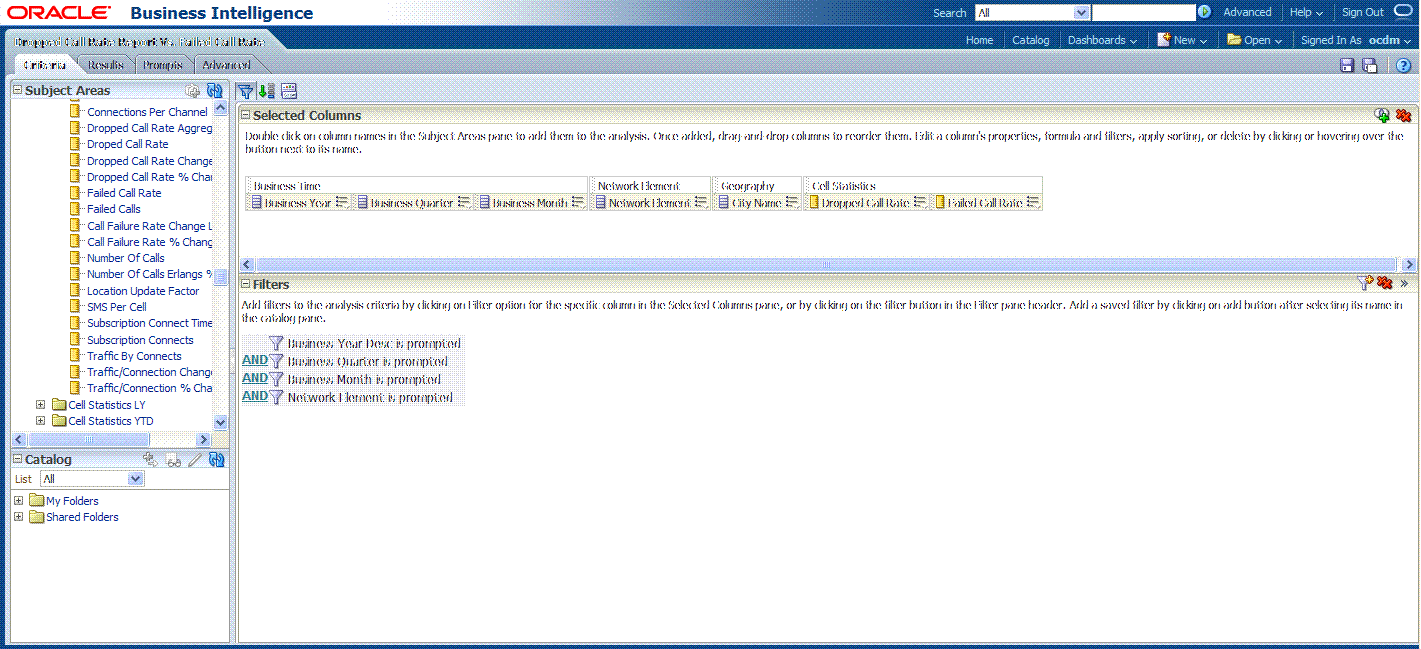 ORACLE Business Intelligence
Search All Advanced Help Sign Out
Dropped Call Rate Report Vs. Failed Call Rate
Home Catalog Dashboards New Open Signed In As ocdm
Criteria Results Prompts Advanced
Subject Areas
Connections Per Channel
Dropped Call Rate Aggreg
Droped Call Rate
Dropped Call Rate Change
Dropped Call Rate % Cha
Failed Call Rate
Failed Calls
Call Failure Rate Change L
Call Failure Rate % Chang
Number Of Calls
Number Of Calls Erlangs %
Location Update Factor
SMS Per Cell
Subscription Connect Time
Subscription Connects
Traffic By Connects
Traffic/Connection Change
Traffic/Connection % Cha
Cell Statistics LY
Cell Statistics YTD
Catalog
List All
My Folders
Shared Folders
Selected Columns
Double click on column names in the Subject Areas pane to add them to the analysis. Once added, drag-and-drop columns to reorder them. Edit a column's properties, formula and filters, apply sorting, or delete by clicking or hovering over the
button next to its name.
Business Time Network Element Geography Cell Statistics
Business Year Business Quarter Business Month Network Element City Name Dropped Call Rate Failed Call Rate
Filters
Add filters to the analysis criteria by clicking on Filter option for the specific column in the Selected Columns pane, or by clicking on the filter button in the Filter pane header. Add a saved filter by clicking on add button after selecting its name in
the catalog pane.
Business Year Desc is prompted
AND Business Quarter is prompted
AND Business Month is prompted
AND Network Element is prompted